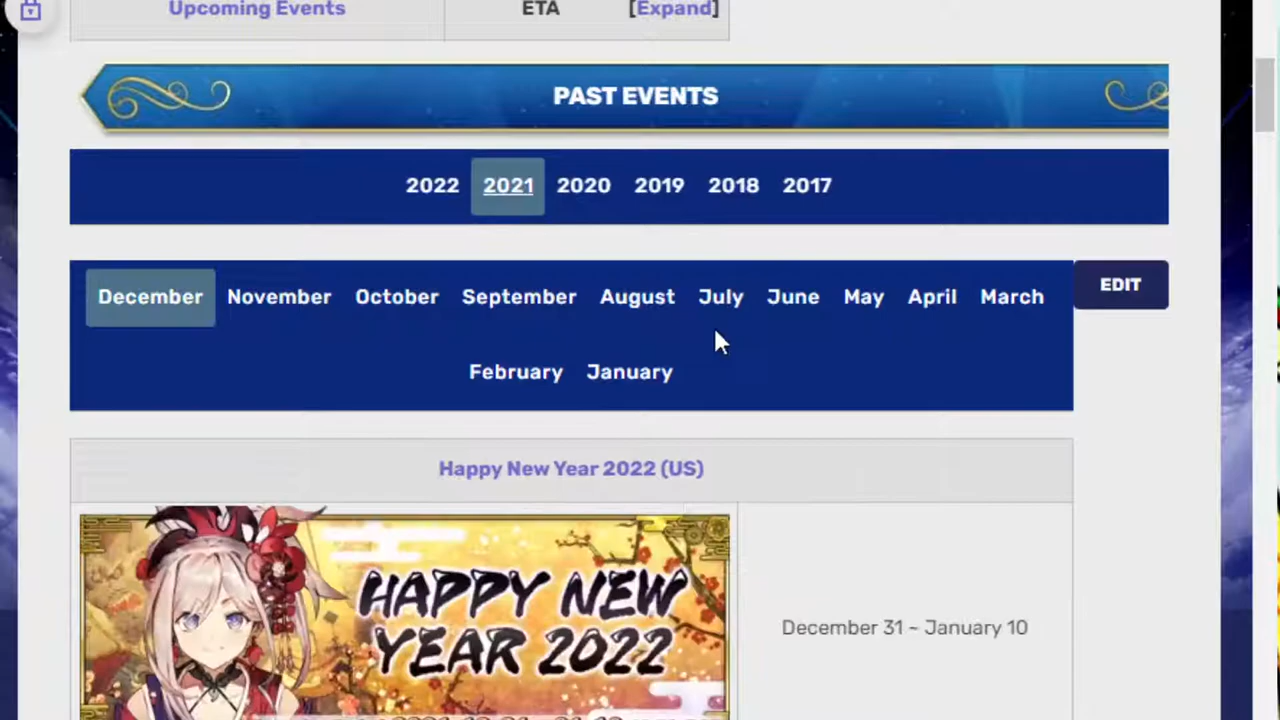 Upcoming Events ETA [Expand]
PAST EVENTS
2022 2021 2020 2019 2018 2017
December November October September August July June May April March EDIT
February January
Happy New Year 2022 (US)
HAPPY NEW
YEAR 2022
December 31 ~ January 10